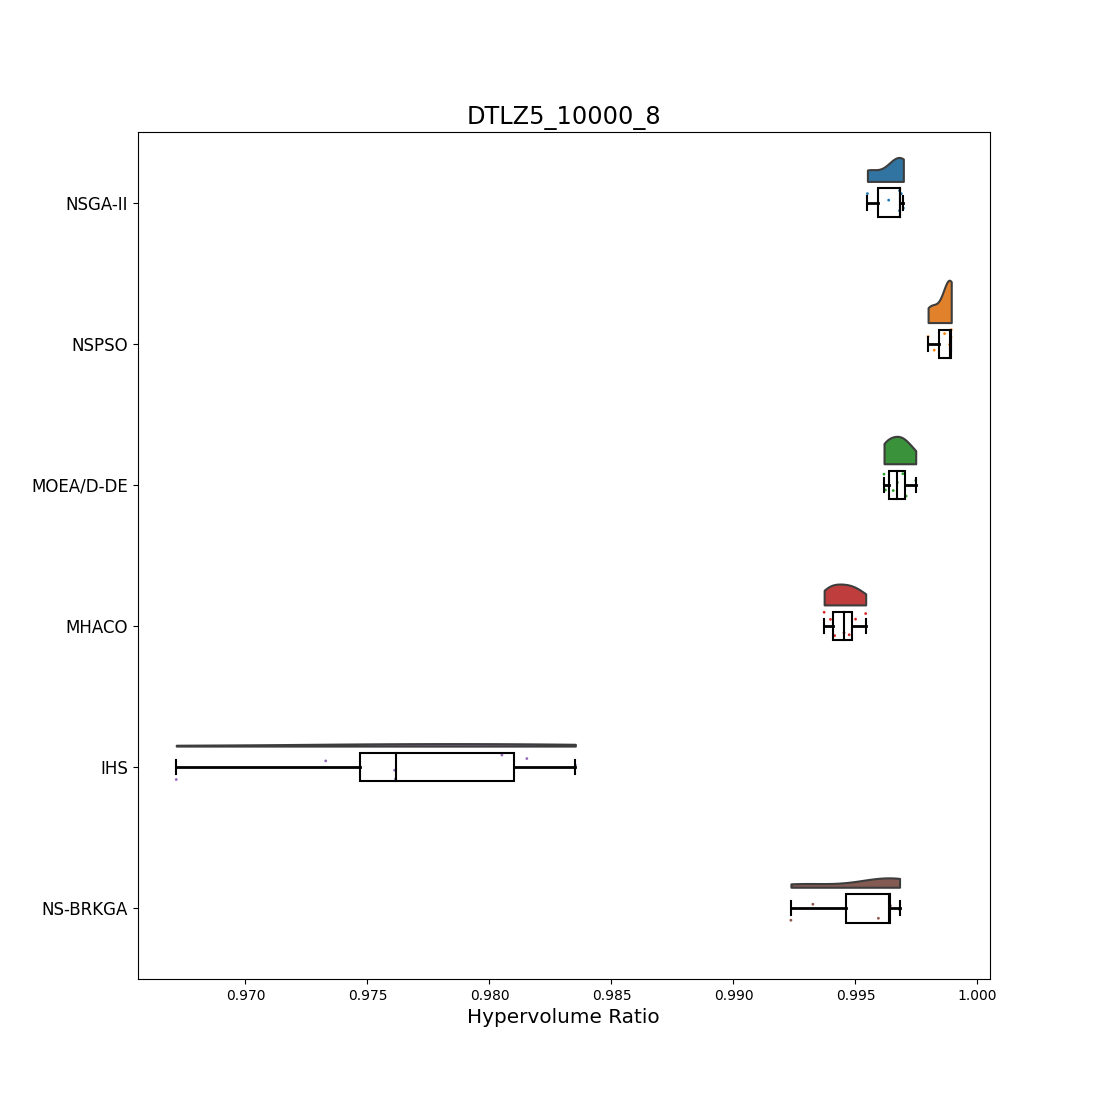 DTLZ5_10000_8
NSGA-II
NSPSO
MOEA/D-DE
MHACO
IHS
NS-BRKGA
0.970 0.975 0.980 0.985 0.990 0.995 1.000
Hypervolume Ratio